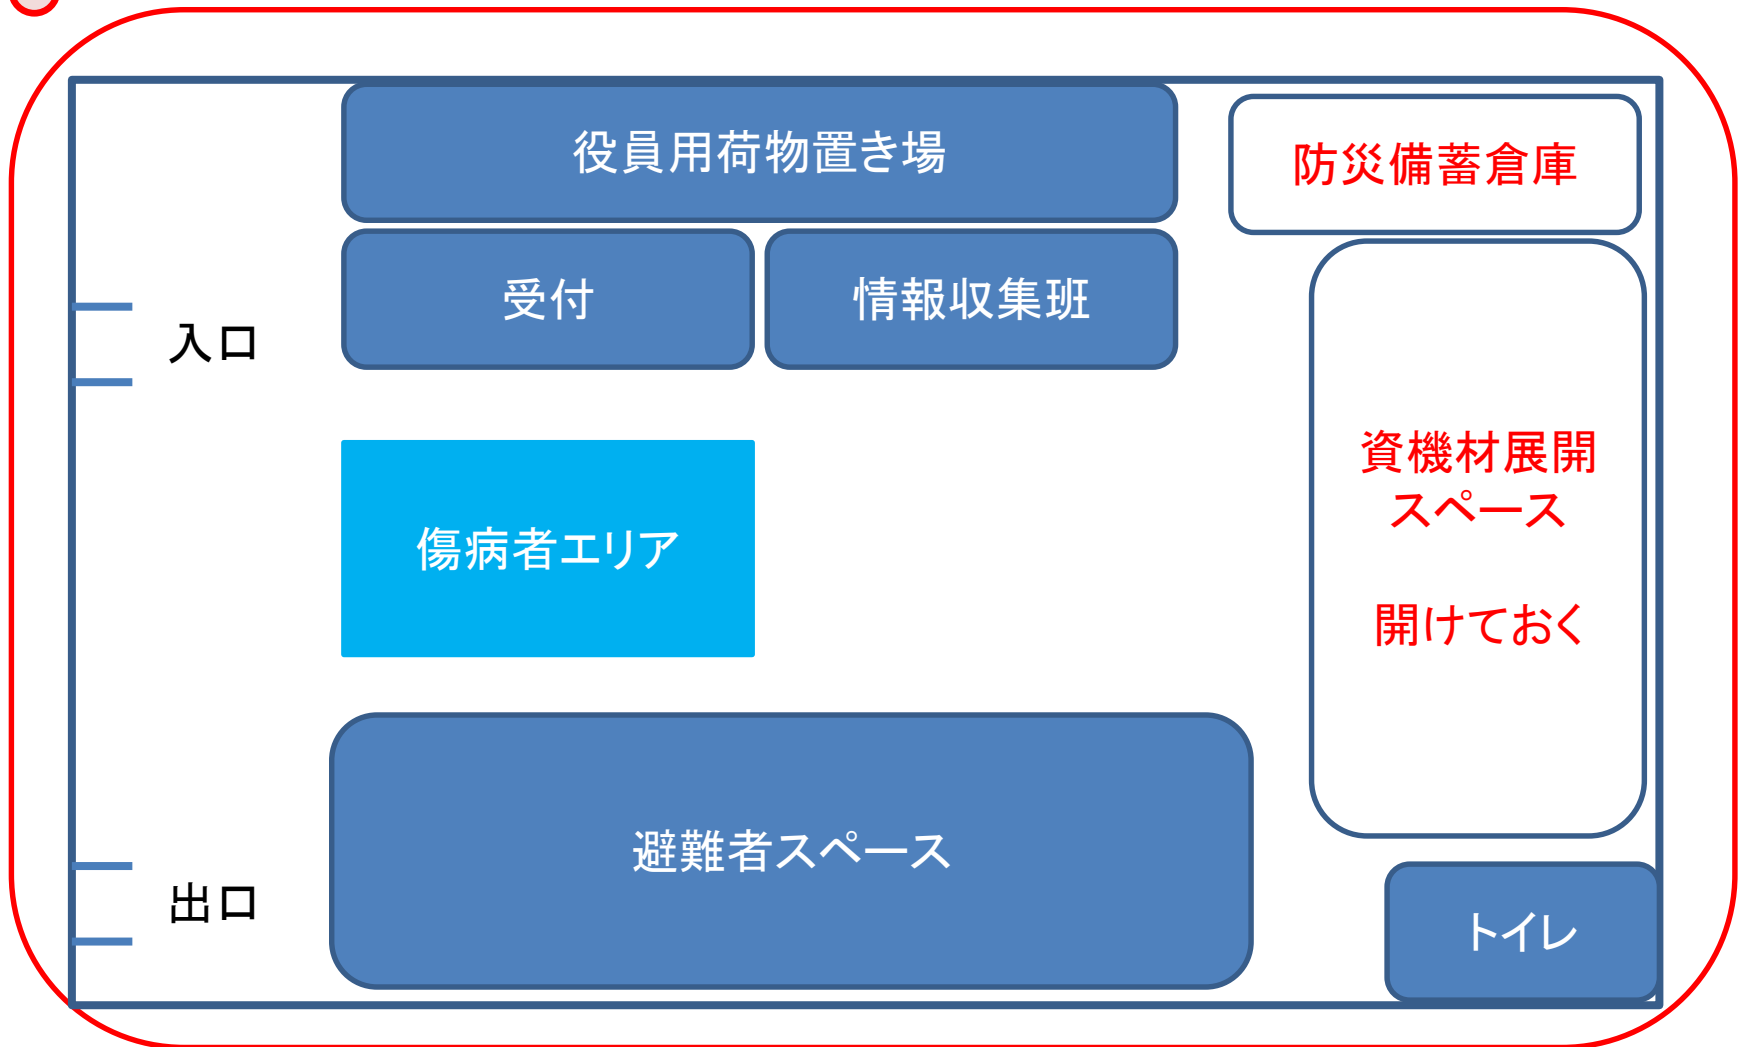 役員用荷物置き場
防災備蓄倉庫
受付
情報収集班
入口
資機材展開
スペース
開けておく
傷病者エリア
避難者スペース
出口
トイレ